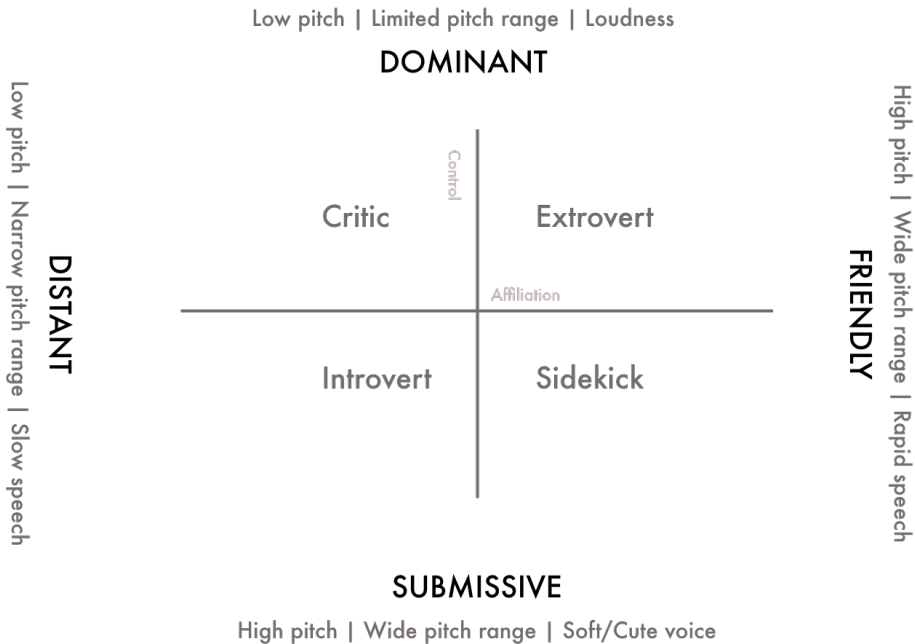 Low pitch | Limited pitch range | Loudness
DOMINANT
Low pitch | Narrow pitch range | Slow speech
DISTANT
Control
Critic
Extrovert
Affiliation
Introvert
Sidekick
FRIENDLY
High pitch | Wide pitch range | Rapid speech
SUBMISSIVE
High pitch | Wide pitch range | Soft/Cute voice